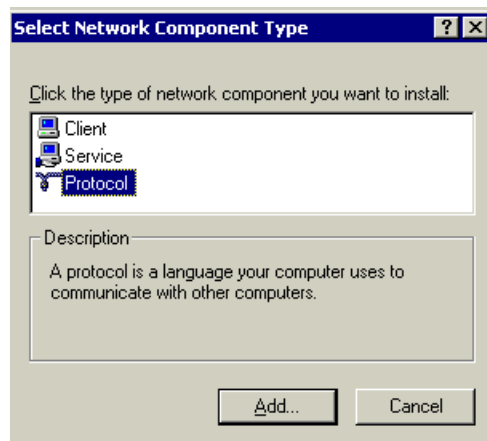 Select Network Component Type
Click the type of network component you want to install:
Client
Service
Protocol
Description
A protocol is a language your computer uses to
communicate with other computers.
Add...
Cancel